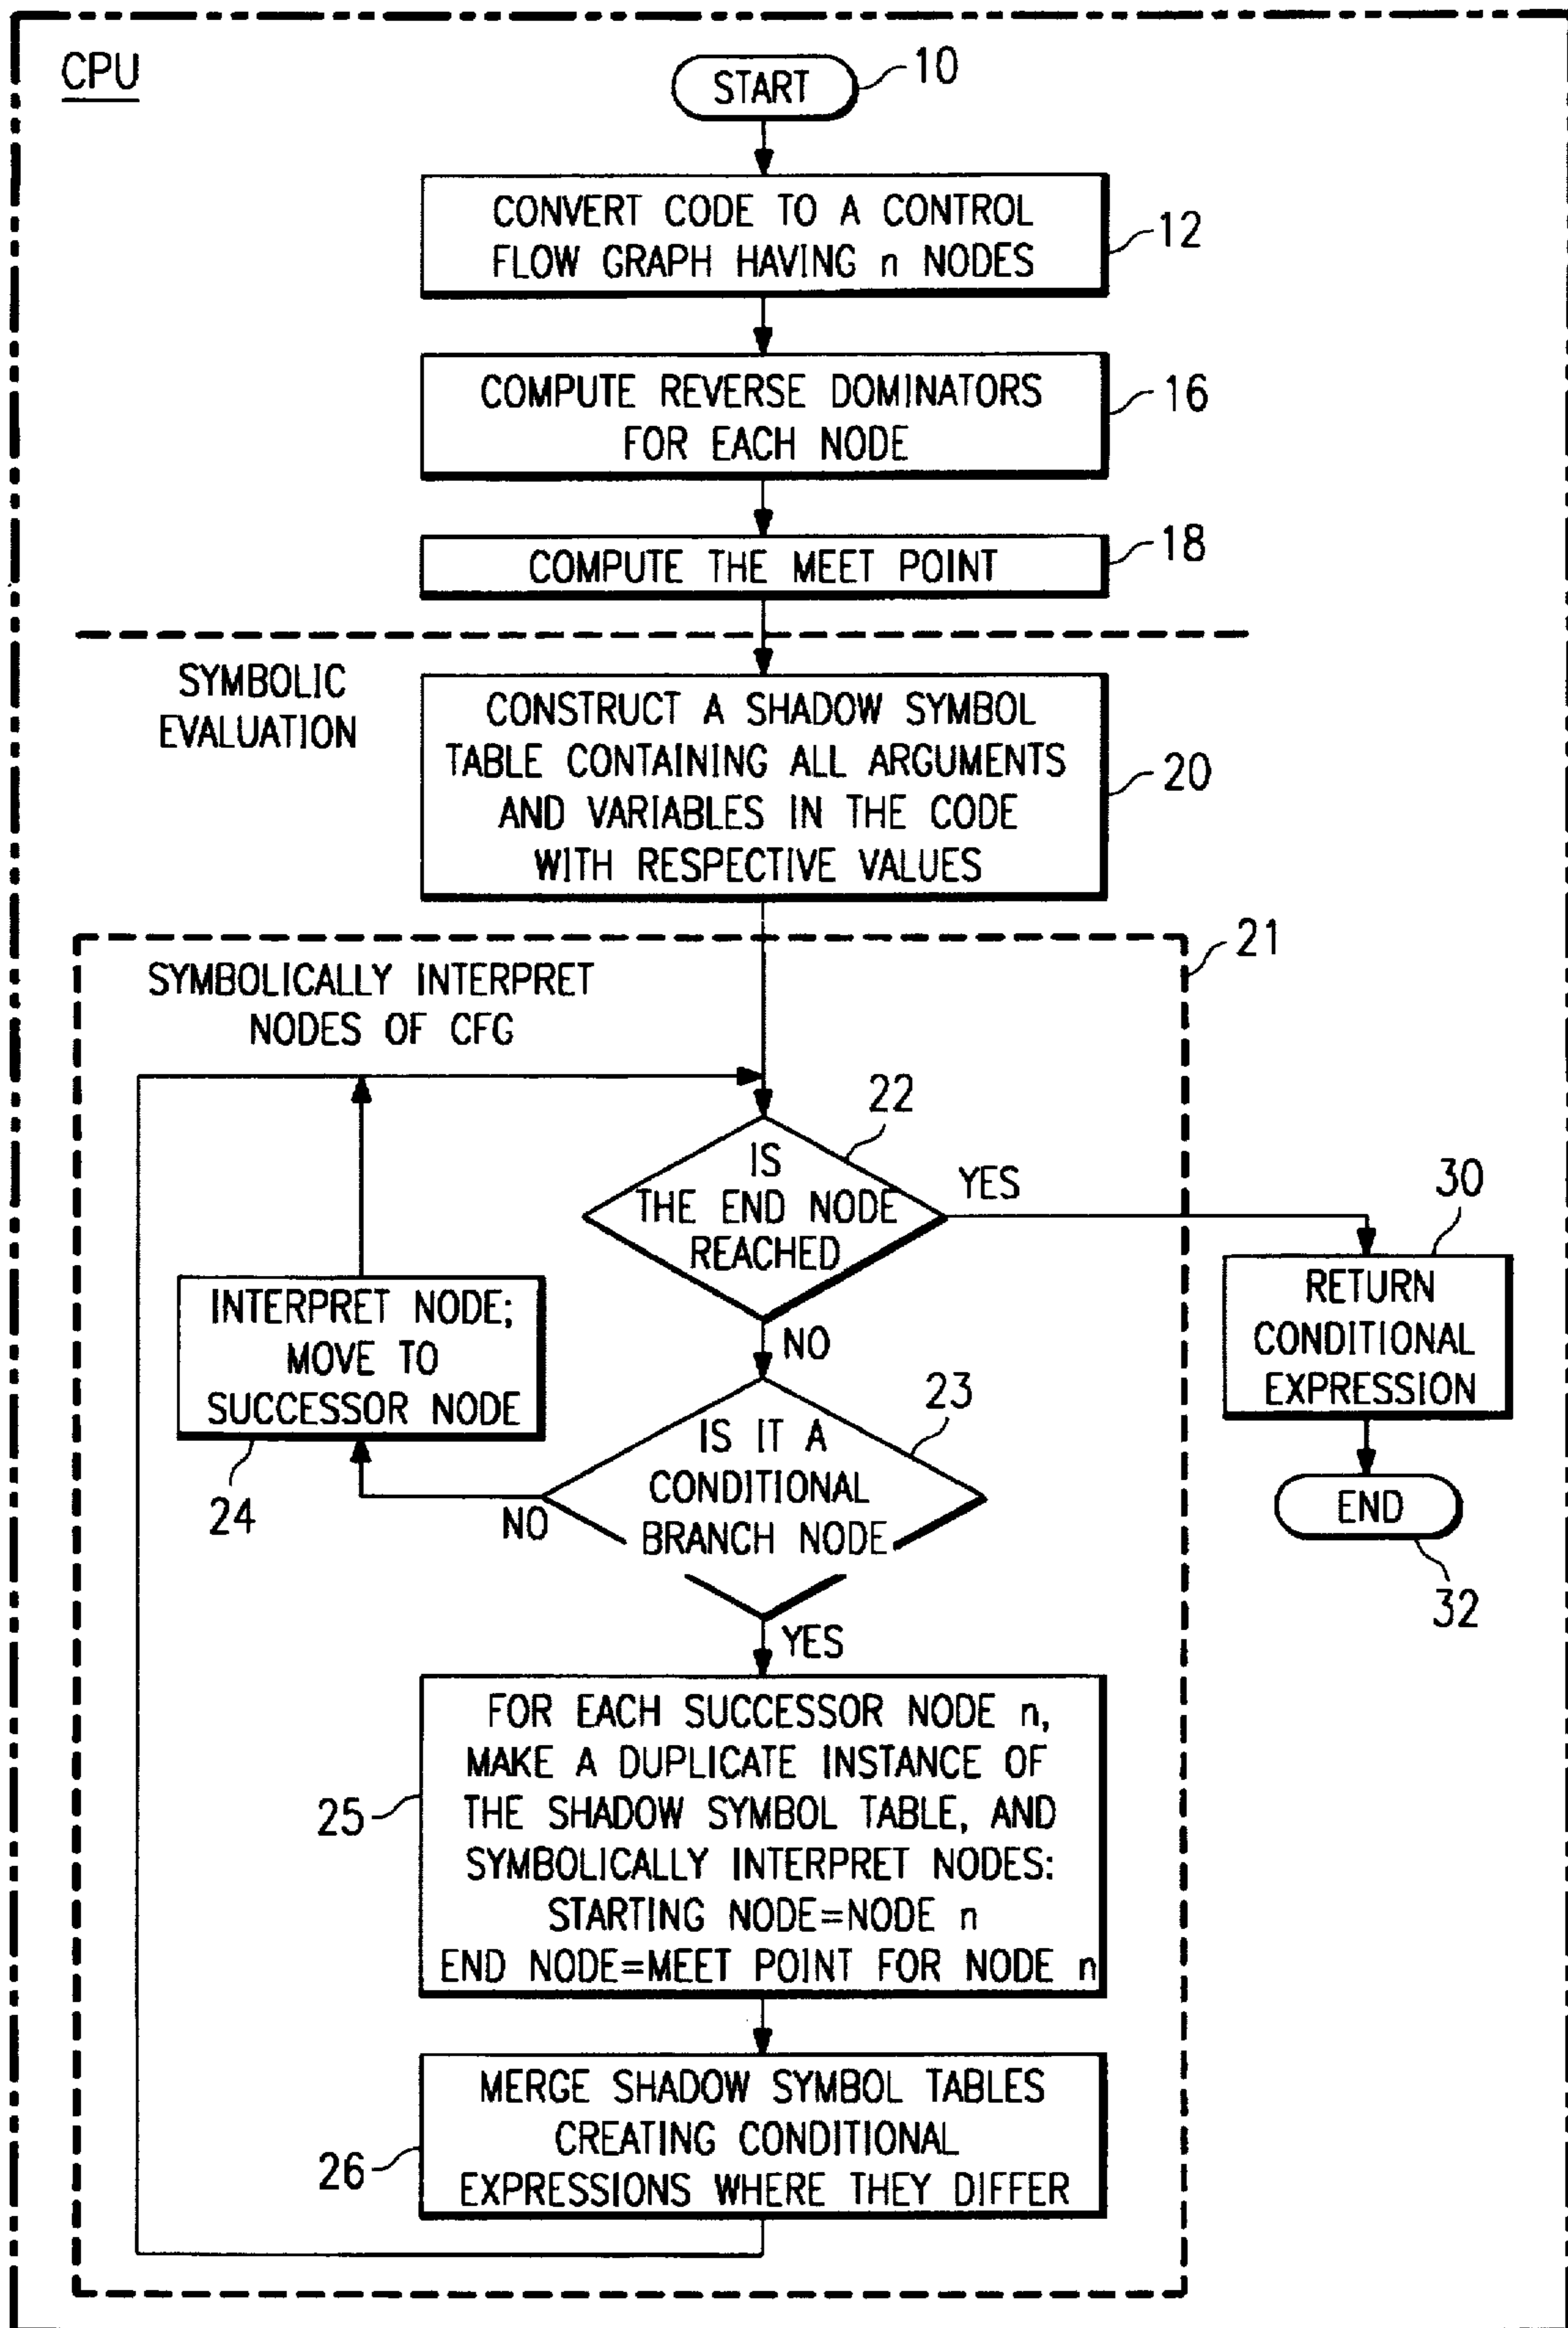 CPU
START
10
CONVERT CODE TO A CONTROL
FLOW GRAPH HAVING n NODES
12
COMPUTE REVERSE DOMINATORS
FOR EACH NODE
16
COMPUTE THE MEET POINT
18
SYMBOLIC
EVALUATION
CONSTRUCT A SHADOW SYMBOL
TABLE CONTAINING ALL ARGUMENTS
AND VARIABLES IN THE CODE
WITH RESPECTIVE VALUES
20
21
SYMBOLICALLY INTERPRET
NODES OF CFG
22
IS
THE END NODE
REACHED
YES
NO
30
RETURN
CONDITIONAL
EXPRESSION
INTERPRET NODE;
MOVE TO
SUCCESSOR NODE
24
23
IS IT A
CONDITIONAL
BRANCH NODE
NO
YES
END
32
FOR EACH SUCCESSOR NODE n,
MAKE A DUPLICATE INSTANCE OF
THE SHADOW SYMBOL TABLE, AND
SYMBOLICALLY INTERPRET NODES:
STARTING NODE=NODE n
END NODE=MEET POINT FOR NODE n
25
MERGE SHADOW SYMBOL TABLES
CREATING CONDITIONAL
EXPRESSIONS WHERE THEY DIFFER
26